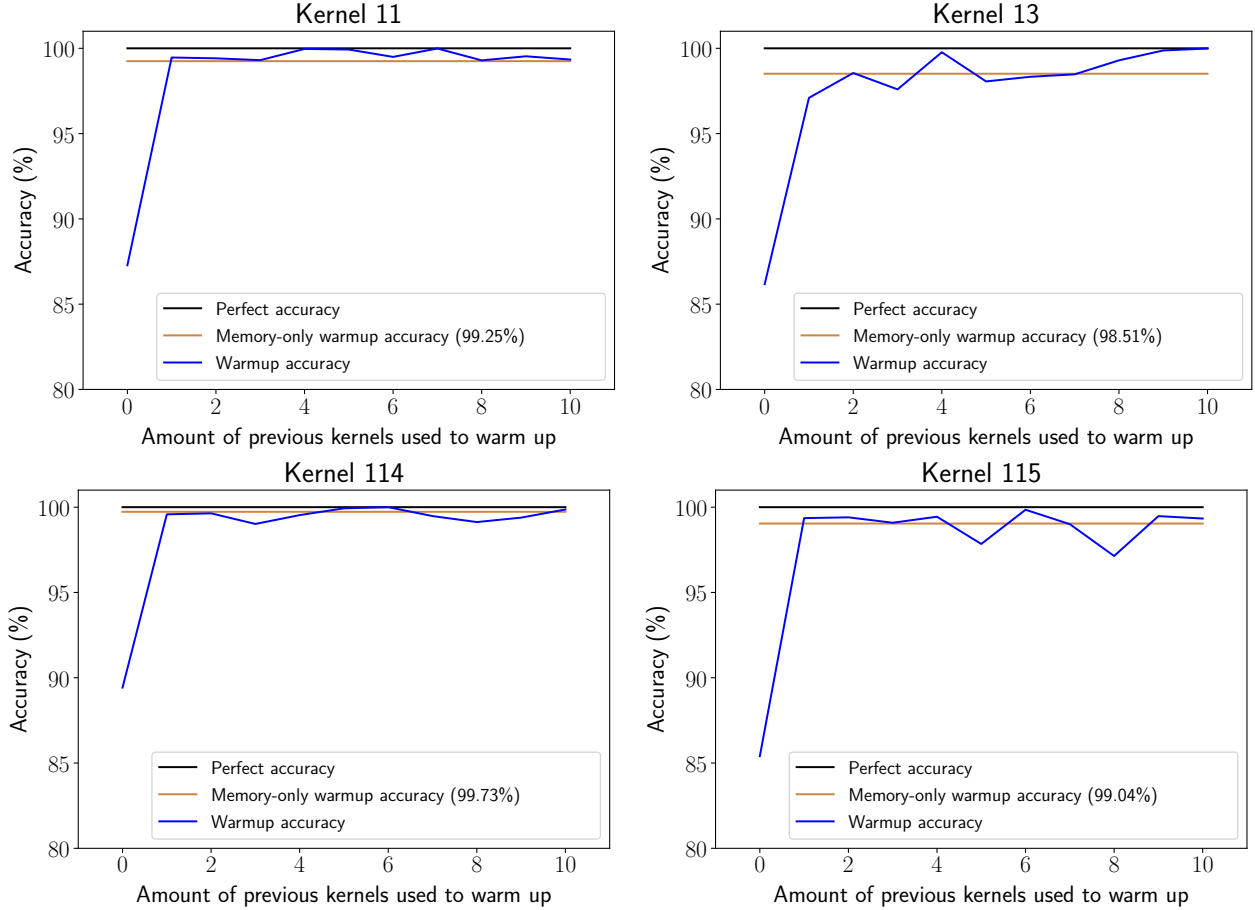 Kernel 11
100
95
90
85
80
Accuracy (%)
Perfect accuracy
Memory-only warmup accuracy (99.25%)
Warmup accuracy
0 2 4 6 8 10
Amount of previous kernels used to warm up
Kernel 13
100
95
90
85
80
Accuracy (%)
Perfect accuracy
Memory-only warmup accuracy (98.51%)
Warmup accuracy
0 2 4 6 8 10
Amount of previous kernels used to warm up
Kernel 114
100
95
90
85
80
Accuracy (%)
Perfect accuracy
Memory-only warmup accuracy (99.73%)
Warmup accuracy
0 2 4 6 8 10
Amount of previous kernels used to warm up
Kernel 115
100
95
90
85
80
Accuracy (%)
Perfect accuracy
Memory-only warmup accuracy (99.04%)
Warmup accuracy
0 2 4 6 8 10
Amount of previous kernels used to warm up